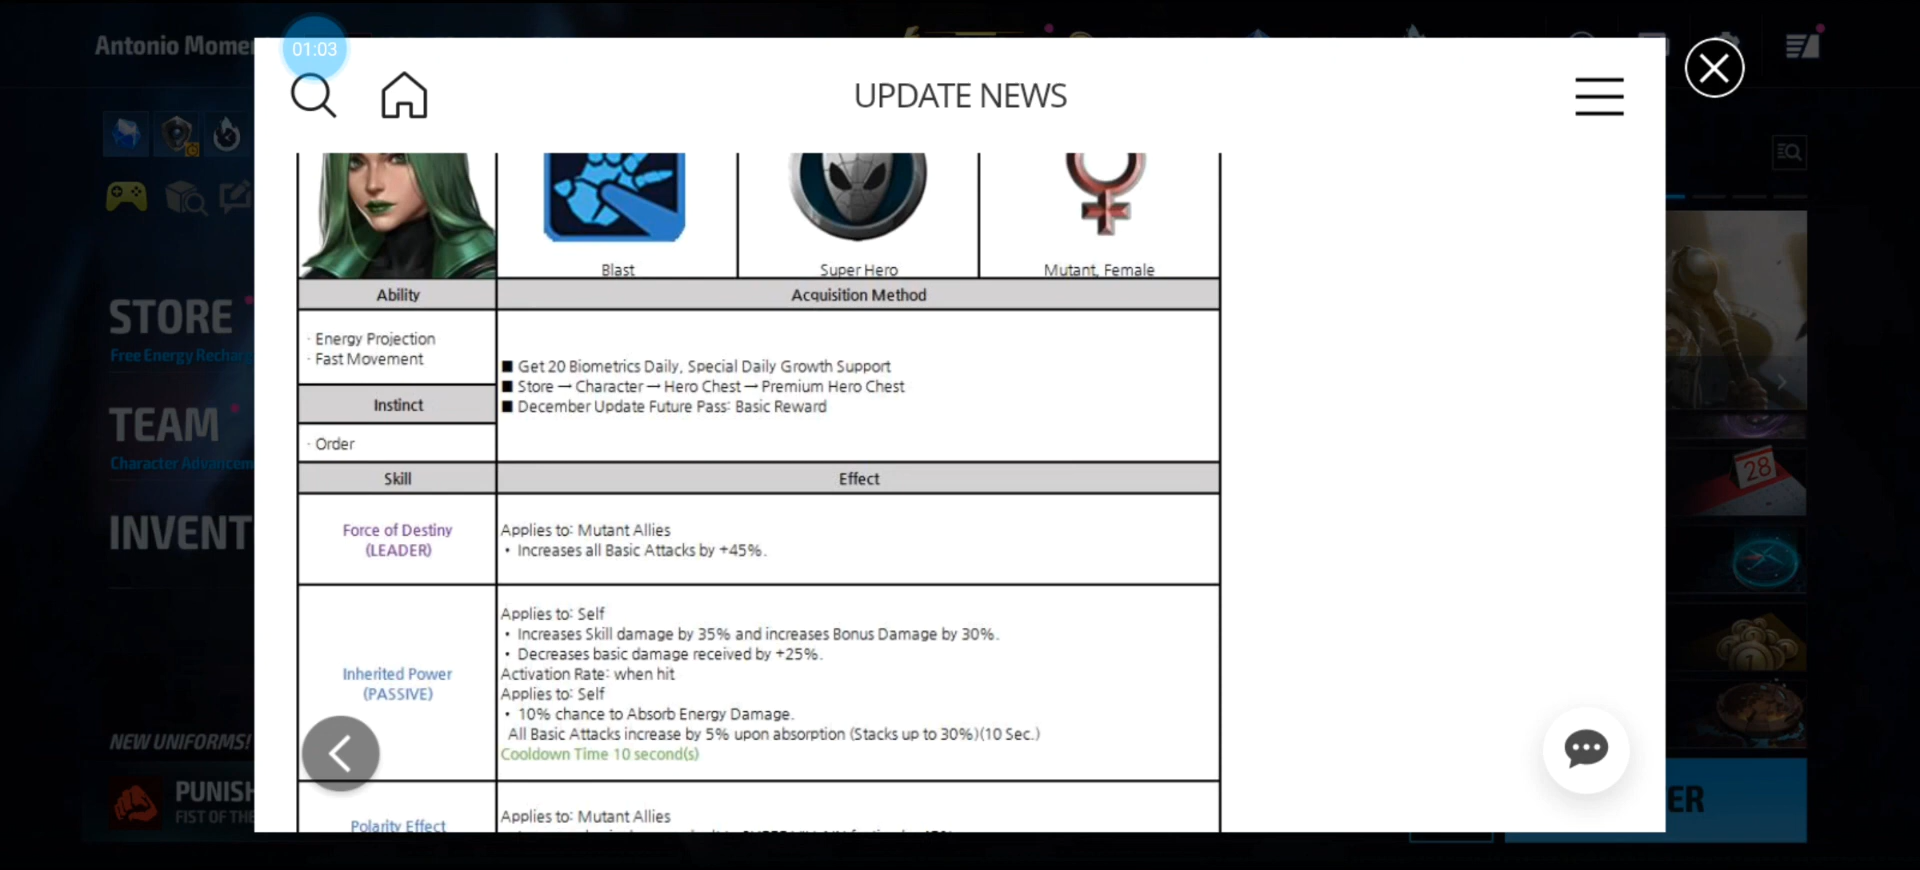 Antonio Momen
01:03
UPDATE NEWS
Blast
Super Hero
Mutant, Female
Ability
Acquisition Method
· Energy Projection
· Fast Movement
■ Get 20 Biometrics Daily, Special Daily Growth Support
■ Store → Character → Hero Chest → Premium Hero Chest
■ December Update Future Pass: Basic Reward
Instinct
· Order
Skill
Effect
Force of Destiny
(LEADER)
Applies to: Mutant Allies
• Increases all Basic Attacks by +45%.
Inherited Power
(PASSIVE)
Applies to: Self
• Increases Skill damage by 35% and increases Bonus Damage by 30%.
• Decreases basic damage received by +25%.
Activation Rate: when hit
Applies to: Self
• 10% chance to Absorb Energy Damage.
All Basic Attacks increase by 5% upon absorption (Stacks up to 30%)(10 Sec.)
Cooldown Time 10 second(s)
Polarity Effect
Applies to: Mutant Allies
STORE
Free Energy Recharg
TEAM
Character Advancem
INVENT
NEW UNIFORMS!
PUNISH
FIST OF THE
28
1
ER